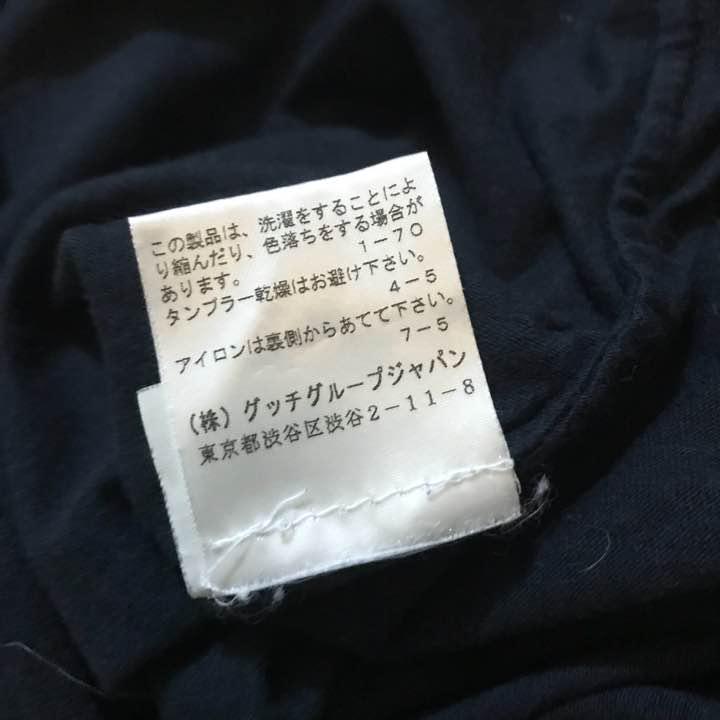 この製品は、洗濯をすることによ
り縮んだり、色落ちをする場合が
あります。 1-70
タンブラー乾燥はお避け下さい。
4-5
アイロンは裏側からあてて下さい。
7-5
(株)グッチグループジャパン
東京都渋谷区渋谷2-11-8